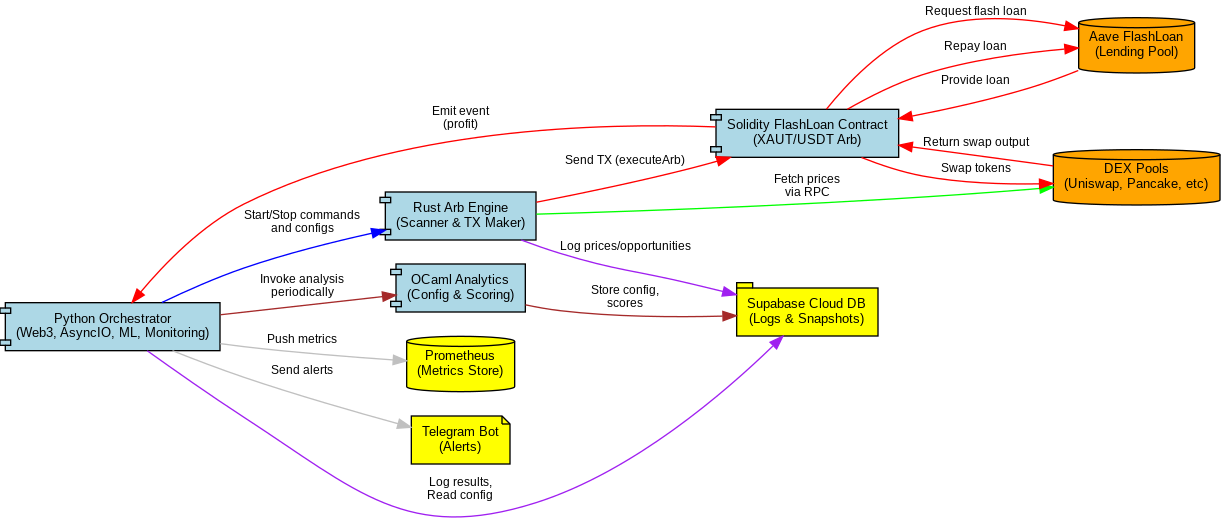 Request flash loan
Aave FlashLoan
(Lending Pool)
Repay loan
Provide loan
Emit event
(profit)
Solidity FlashLoan Contract
(XAUT/USDT Arb)
Return swap output
Send TX (executeArb)
Swap tokens
DEX Pools
(Uniswap, Pancake, etc)
Fetch prices
via RPC
Rust Arb Engine
(Scanner & TX Maker)
Start/Stop commands
and configs
Log prices/opportunities
Invoke analysis
periodically
OCaml Analytics
(Config & Scoring)
Store config,
scores
Supabase Cloud DB
(Logs & Snapshots)
Python Orchestrator
(Web3, AsyncIO, ML, Monitoring)
Push metrics
Prometheus
(Metrics Store)
Send alerts
Telegram Bot
(Alerts)
Log results,
Read config